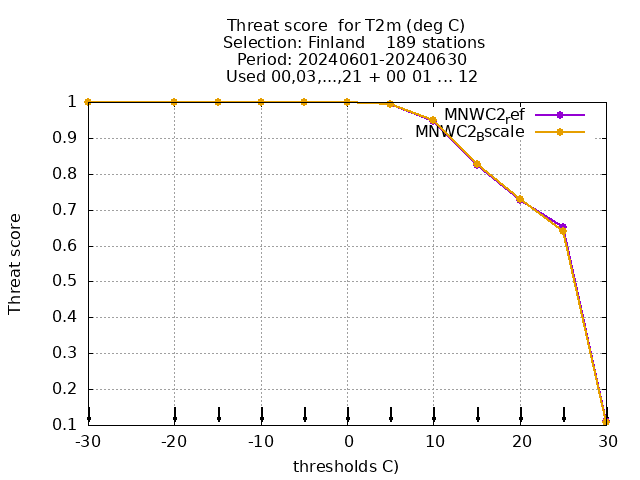 Threat score  for T2m (deg C)
Selection: Finland    189 stations
Period: 20240601-20240630
Used 00,03,...,21 + 00 01 ... 12
MNWC2ref
MNWC2Bscale
1
0.9
0.8
0.7
0.6
0.5
0.4
0.3
0.2
0.1
Threat score
-30 -20 -10 0 10 20 30
thresholds C)